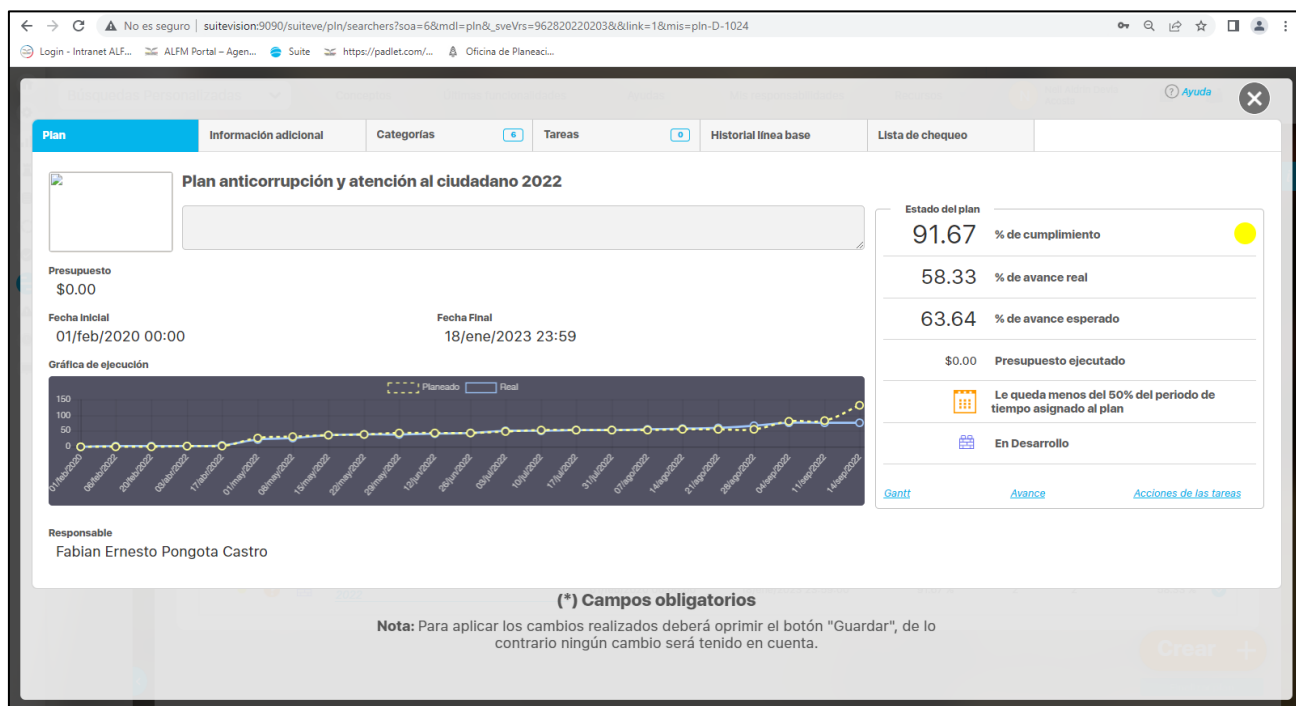 No es seguro | suitevision:9090/suiteve/pln/searchers?soa=6&mdl=pln&_sveVrs=962820220203&&link=1&mis=pln-D-1024
Login - Intranet ALF... ALFM Portal – Agen... Suite https://padlet.com/... Oficina de Planeaci...
Ayuda
Plan Información adicional Categorías 6 Tareas 0 Historial línea base Lista de chequeo
Plan anticorrupción y atención al ciudadano 2022
Presupuesto
$0.00
Fecha Inicial Fecha Final
01/feb/2020 00:00 18/ene/2023 23:59
Gráfica de ejecución
Planeado Real
150
100
50
0
01/feb/2020 06/feb/2022 20/feb/2022 03/abr/2022 17/abr/2022 01/may/2022 08/may/2022 15/may/2022 22/may/2022 29/may/2022 12/jun/2022 26/jun/2022 03/jul/2022 10/jul/2022 17/jul/2022 31/jul/2022 07/ago/2022 14/ago/2022 21/ago/2022 28/ago/2022 04/sep/2022 11/sep/2022 14/sep/2022
Responsable
Fabian Ernesto Pongota Castro
Estado del plan
91.67 % de cumplimiento
58.33 % de avance real
63.64 % de avance esperado
$0.00 Presupuesto ejecutado
Le queda menos del 50% del periodo de
tiempo asignado al plan
En Desarrollo
Gantt Avance Acciones de las tareas
(*) Campos obligatorios
Nota: Para aplicar los cambios realizados deberá oprimir el botón "Guardar", de lo
contrario ningún cambio será tenido en cuenta.
Crear +